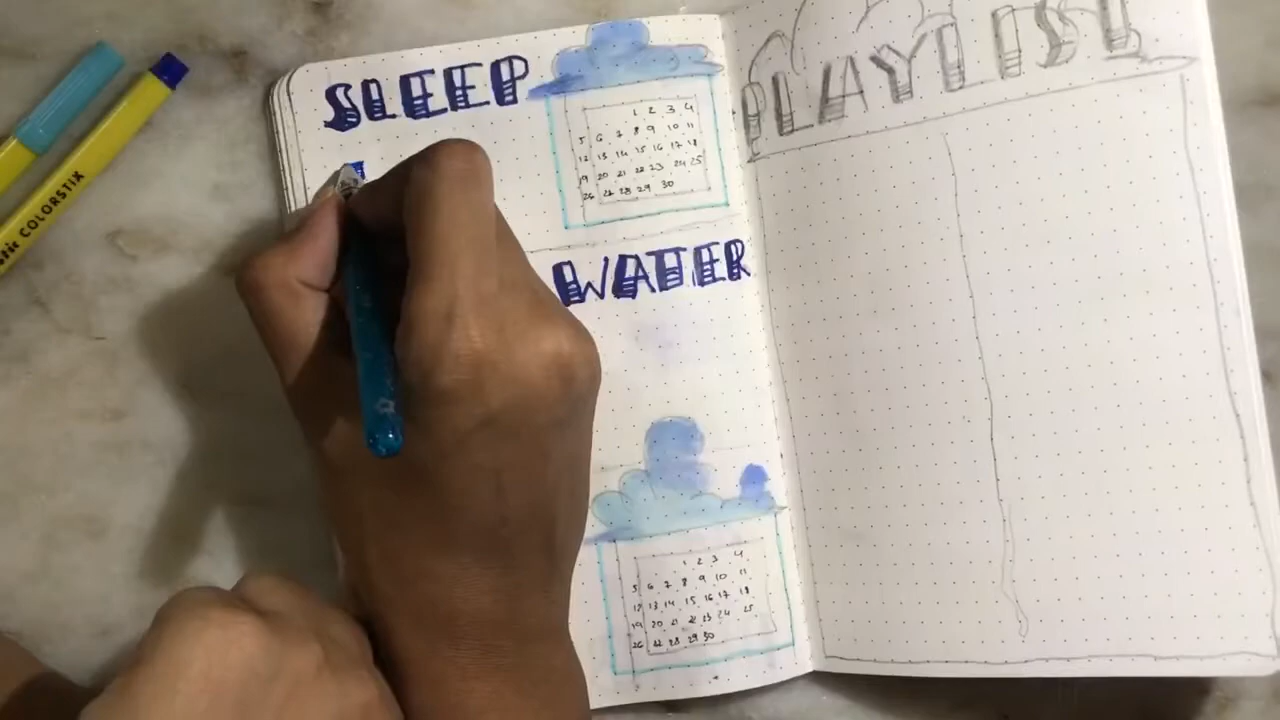 SLEEP
1 2 3 4
5 6 7 8 9 10 11
12 13 14 15 16 17 18
19 20 21 22 23 24 25
26 27 28 29 30
WATER
1 2 3 4
5 6 7 8 9 10 11
12 13 14 15 16 17 18
19 20 21 22 23 24 25
26 27 28 29 30
PLAYLIST
COLORSTIX